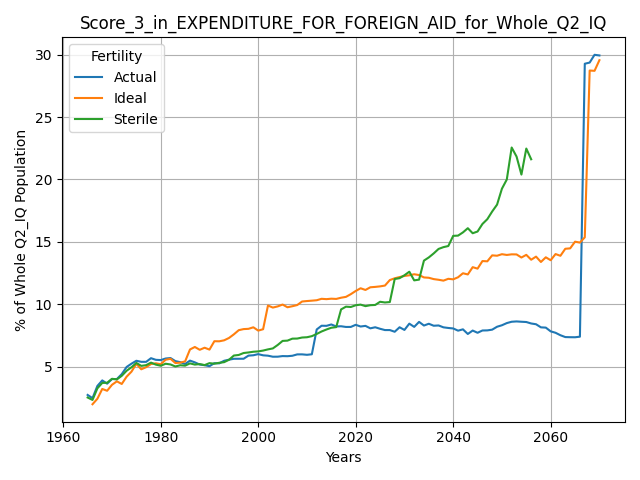 Score_3_in_EXPENDITURE_FOR_FOREIGN_AID_for_Whole_Q2_IQ
Fertility
Actual
Ideal
Sterile
% of Whole Q2_IQ Population
30
25
20
15
10
5
1960 1980 2000 2020 2040 2060
Years